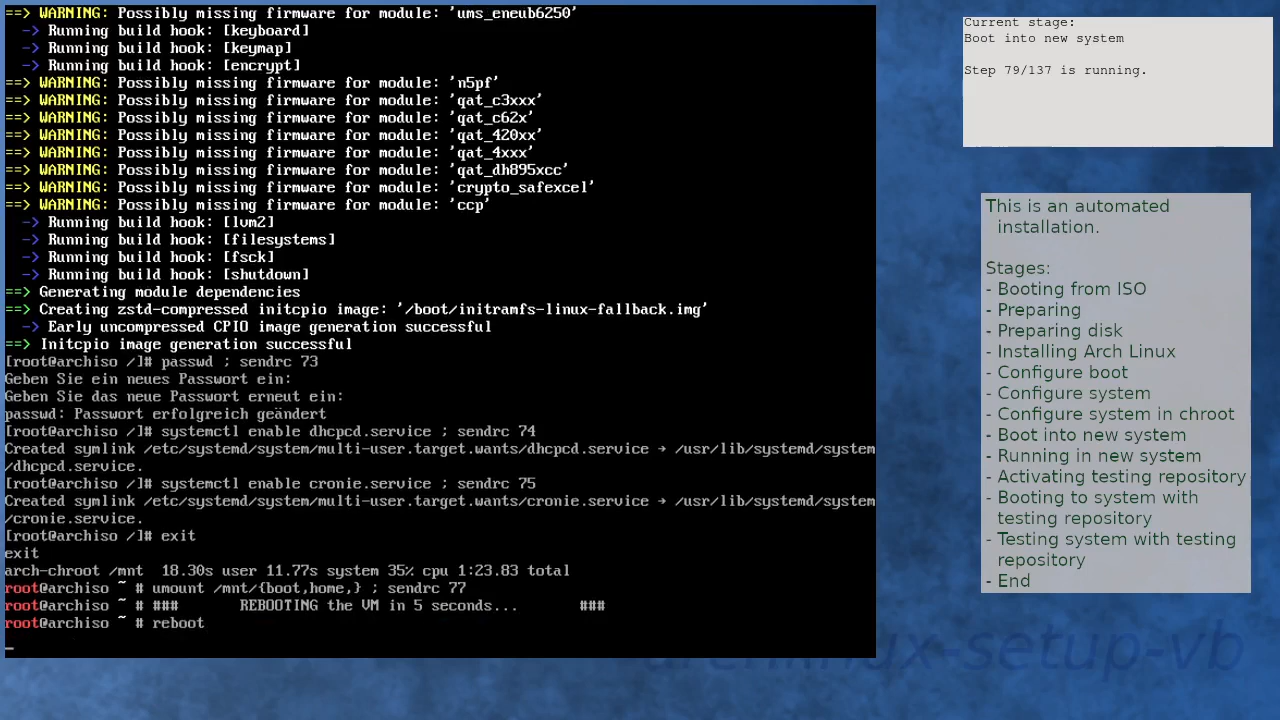 ==> WARNING: Possibly missing firmware for module: 'ums_eneub6250'
-> Running build hook: [keyboard]
-> Running build hook: [keymap]
-> Running build hook: [encrypt]
==> WARNING: Possibly missing firmware for module: 'n5pf'
==> WARNING: Possibly missing firmware for module: 'qat_c3xxx'
==> WARNING: Possibly missing firmware for module: 'qat_c62x'
==> WARNING: Possibly missing firmware for module: 'qat_420xx'
==> WARNING: Possibly missing firmware for module: 'qat_4xxx'
==> WARNING: Possibly missing firmware for module: 'qat_dh895xcc'
==> WARNING: Possibly missing firmware for module: 'crypto_safexcel'
==> WARNING: Possibly missing firmware for module: 'ccp'
-> Running build hook: [lvm2]
-> Running build hook: [filesystems]
-> Running build hook: [fsck]
-> Running build hook: [shutdown]
==> Generating module dependencies
==> Creating zstd-compressed initcpio image: '/boot/initramfs-linux-fallback.img'
-> Early uncompressed CPIO image generation successful
==> Initcpio image generation successful
[root@archiso /]# passwd ; sendrc 73
Geben Sie ein neues Passwort ein:
Geben Sie das neue Passwort erneut ein:
passwd: Passwort erfolgreich geändert
[root@archiso /]# systemctl enable dhcpcd.service ; sendrc 74
Created symlink /etc/systemd/system/multi-user.target.wants/dhcpcd.service → /usr/lib/systemd/system
/dhcpcd.service.
[root@archiso /]# systemctl enable cronie.service ; sendrc 75
Created symlink /etc/systemd/system/multi-user.target.wants/cronie.service → /usr/lib/systemd/system
/cronie.service.
[root@archiso /]# exit
exit
arch-chroot /mnt  18.30s user 11.77s system 35% cpu 1:23.83 total
root@archiso ~ # umount /mnt/{boot,home,} ; sendrc 77
root@archiso ~ # ###       REBOOTING the VM in 5 seconds...       ###
root@archiso ~ # reboot
_
Current stage:
Boot into new system
Step 79/137 is running.
This is an automated
installation.
Stages:
- Booting from ISO
- Preparing
- Preparing disk
- Installing Arch Linux
- Configure boot
- Configure system
- Configure system in chroot
- Boot into new system
- Running in new system
- Activating testing repository
- Booting to system with
testing repository
- Testing system with testing
repository
- End
archlinux-setup-vb